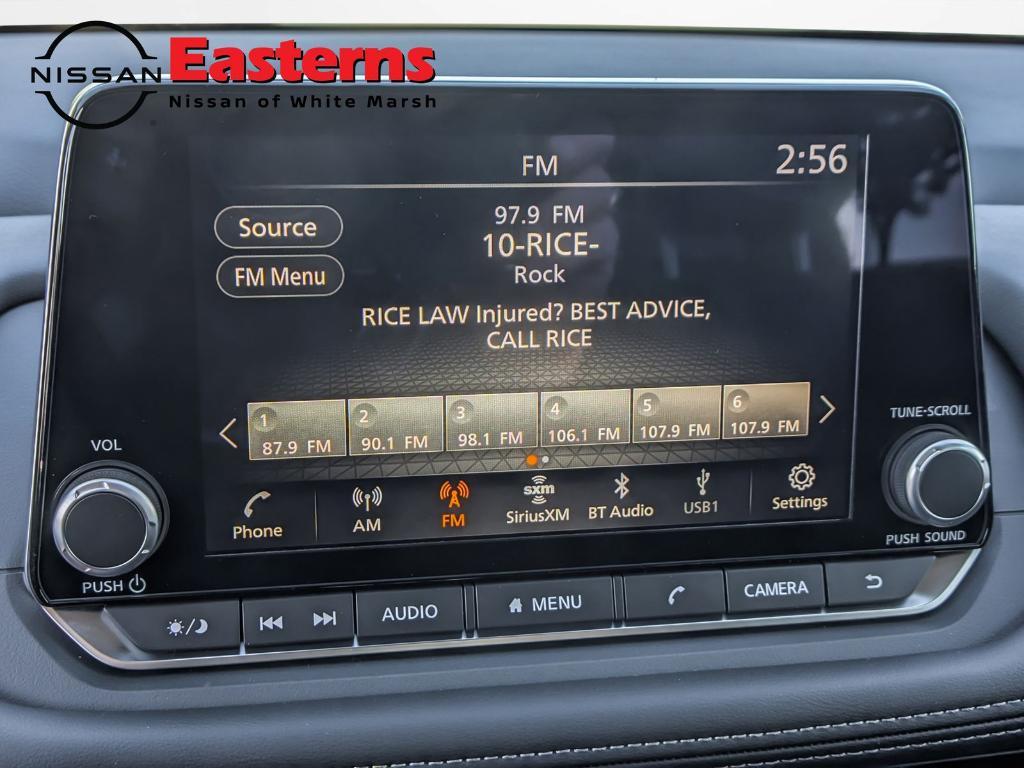 NISSAN
Easterns
Nissan of White Marsh
FM
2:56
Source
97.9 FM
10-RICE-
FM Menu
Rock
RICE LAW Injured? BEST ADVICE,
CALL RICE
1
87.9 FM
2
90.1 FM
3
98.1 FM
4
106.1 FM
5
107.9 FM
6
107.9 FM
VOL
TUNE•SCROLL
Phone
AM
FM
sxm
SiriusXM
BT Audio
USB1
Settings
PUSH
PUSH SOUND
AUDIO
MENU
CAMERA